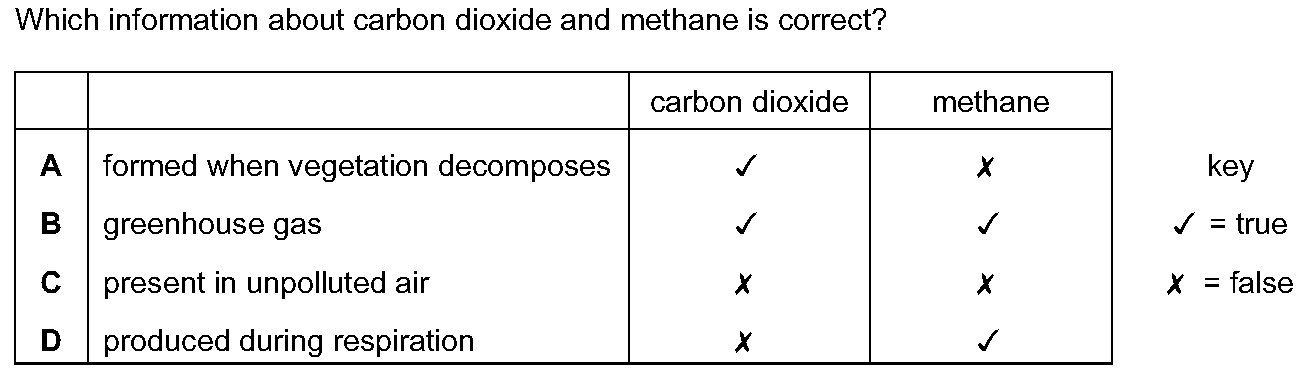 Which information about carbon dioxide and methane is correct?
carbon dioxide methane
A formed when vegetation decomposes ✓ ✗ key
B greenhouse gas ✓ ✓ ✓ = true
C present in unpolluted air ✗ ✗ ✗ = false
D produced during respiration ✗ ✓